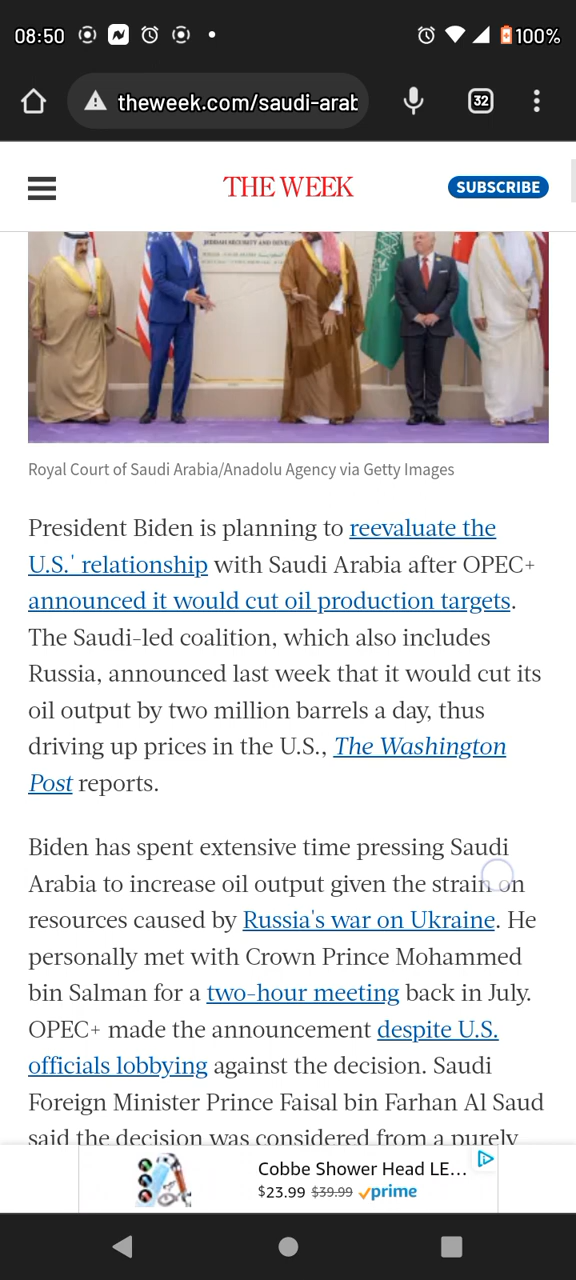 08:50
100%
theweek.com/saudi-arab
32
THE WEEK
SUBSCRIBE
JEDDAH SECURITY AND DEVEL
Royal Court of Saudi Arabia/Anadolu Agency via Getty Images
President Biden is planning to reevaluate the
U.S.' relationship with Saudi Arabia after OPEC+
announced it would cut oil production targets.
The Saudi-led coalition, which also includes
Russia, announced last week that it would cut its
oil output by two million barrels a day, thus
driving up prices in the U.S., The Washington
Post reports.
Biden has spent extensive time pressing Saudi
Arabia to increase oil output given the strain on
resources caused by Russia's war on Ukraine. He
personally met with Crown Prince Mohammed
bin Salman for a two-hour meeting back in July.
OPEC+ made the announcement despite U.S.
officials lobbying against the decision. Saudi
Foreign Minister Prince Faisal bin Farhan Al Saud
said the decision was considered from a purely
Cobbe Shower Head LE...
$23.99 $39.99 prime